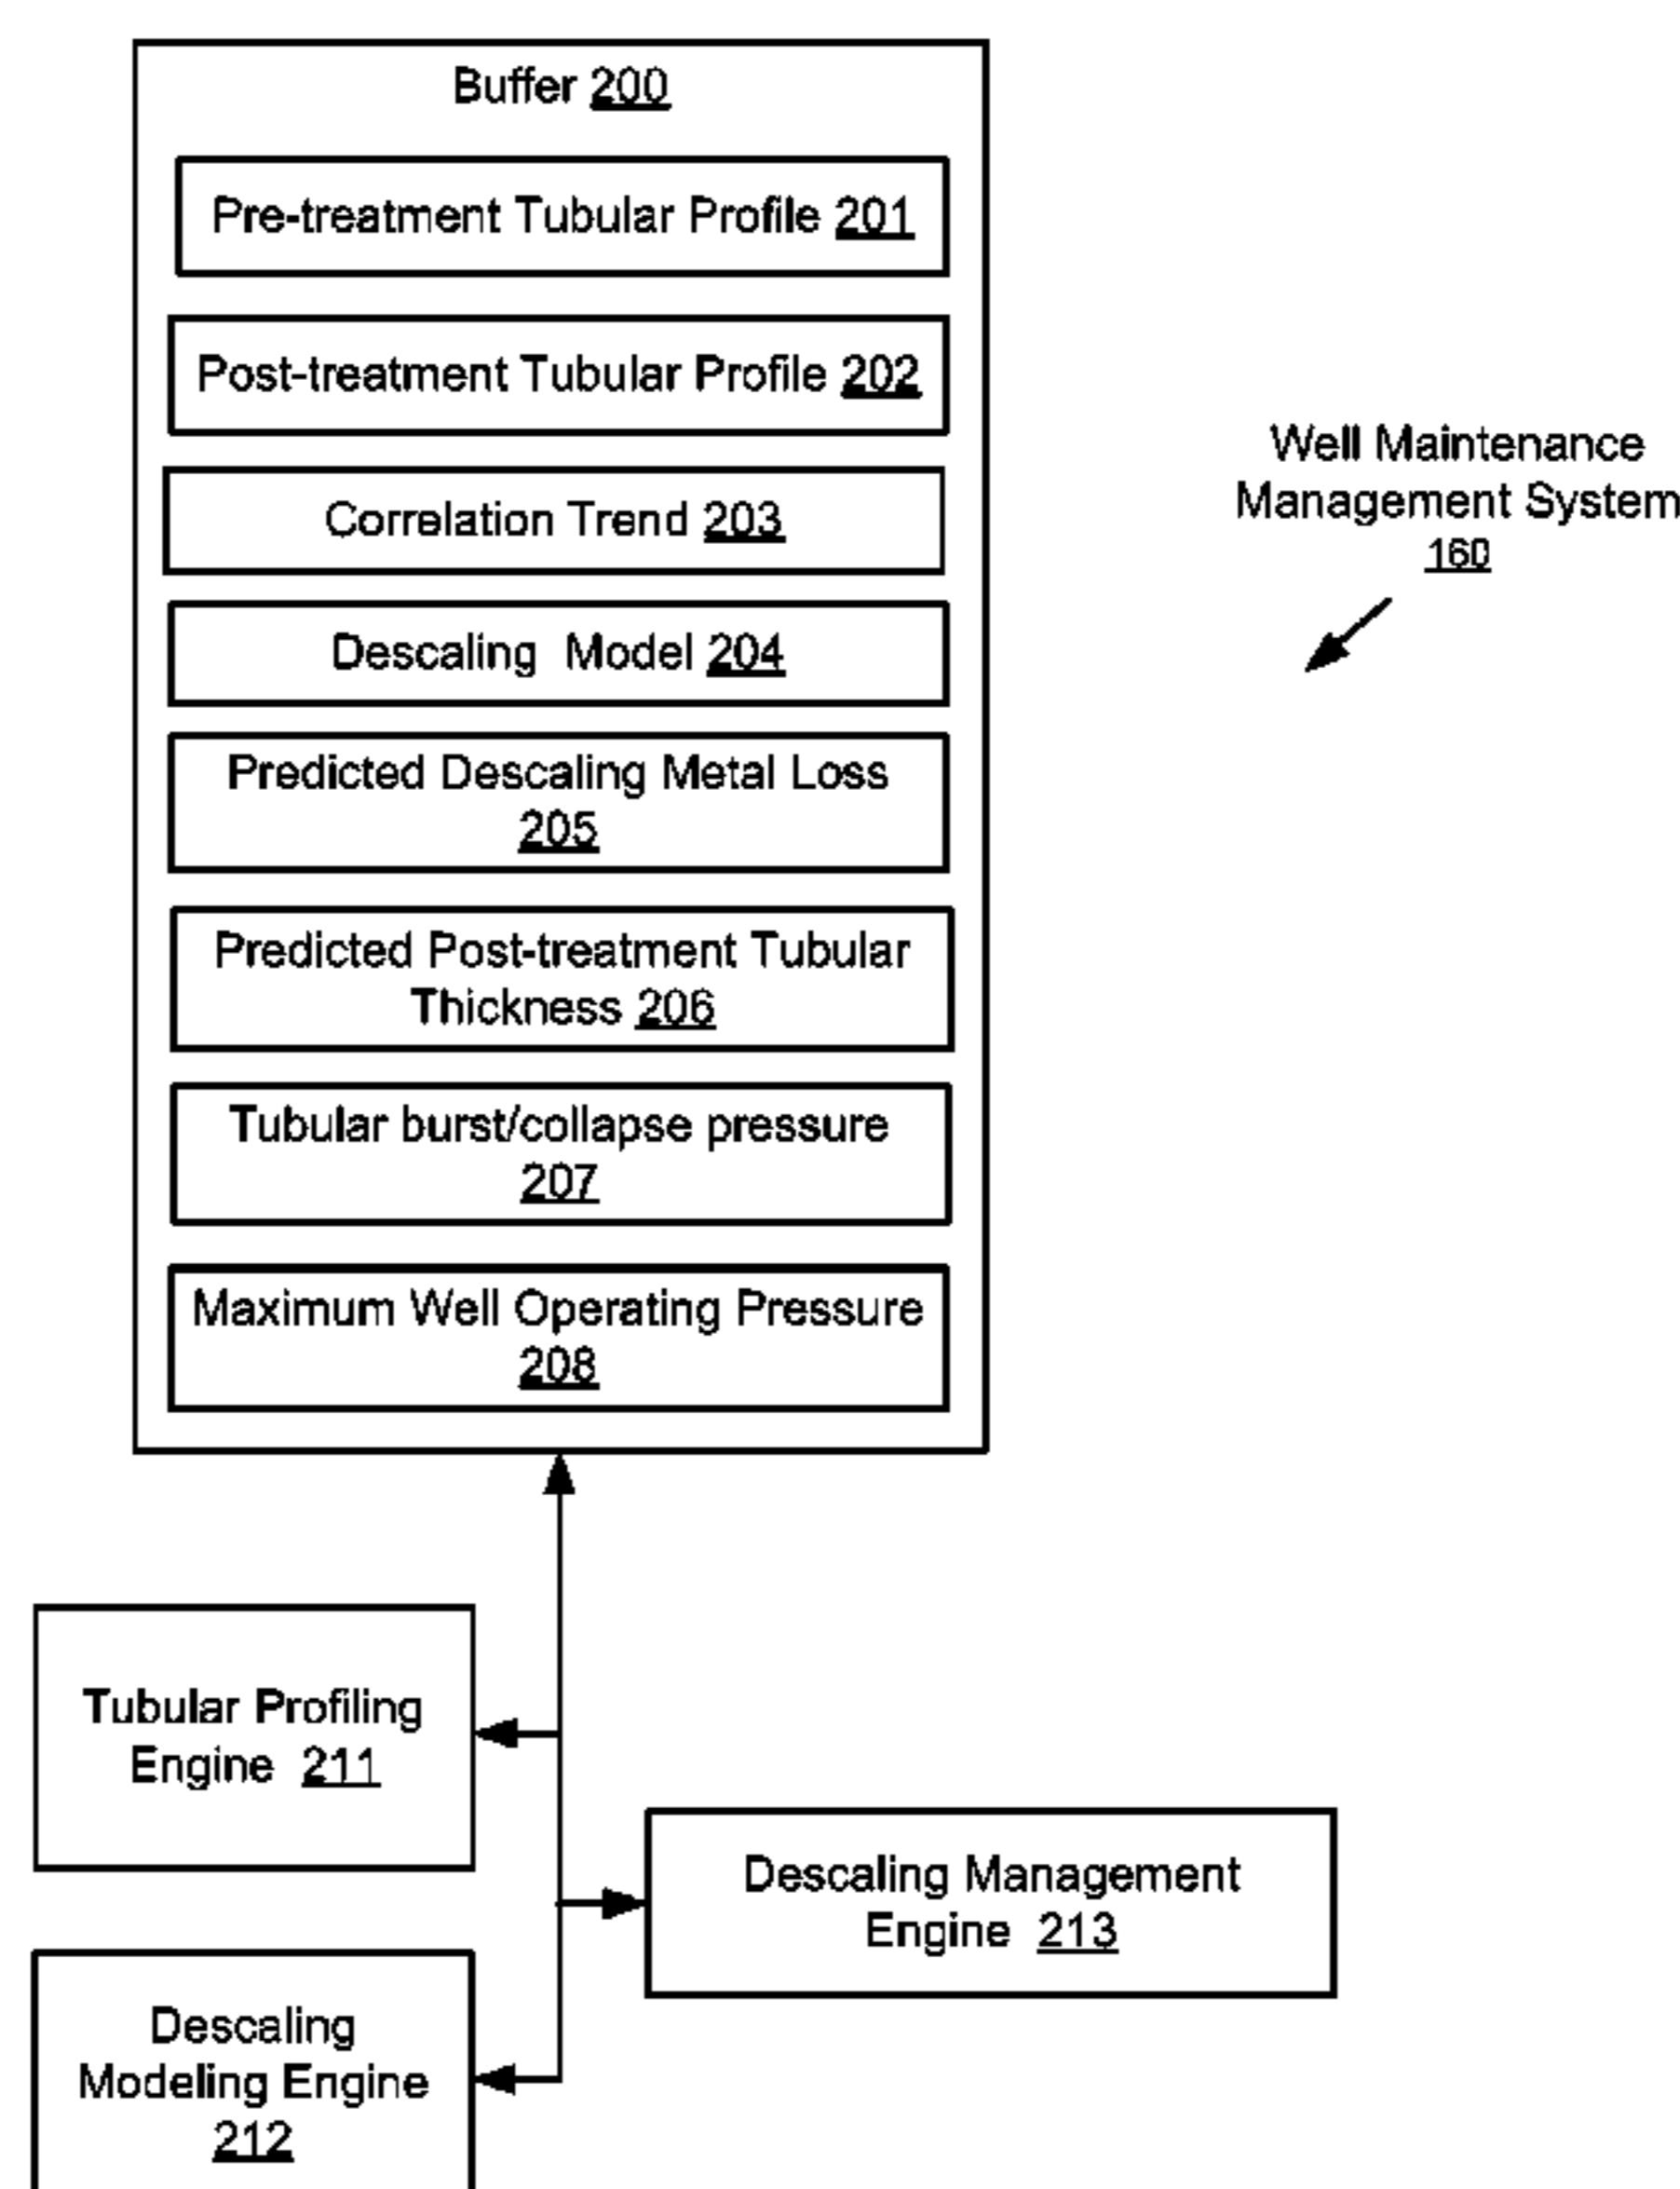 Buffer 200
Pre-treatment Tubular Profile 201
Post-treatment Tubular Profile 202
Correlation Trend 203
Descaling Model 204
Predicted Descaling Metal Loss
205
Predicted Post-treatment Tubular
Thickness 206
Tubular burst/collapse pressure
207
Maximum Well Operating Pressure
208
Well Maintenance
Management System
160
Tubular Profiling
Engine 211
Descaling Management
Engine 213
Descaling
Modeling Engine
212